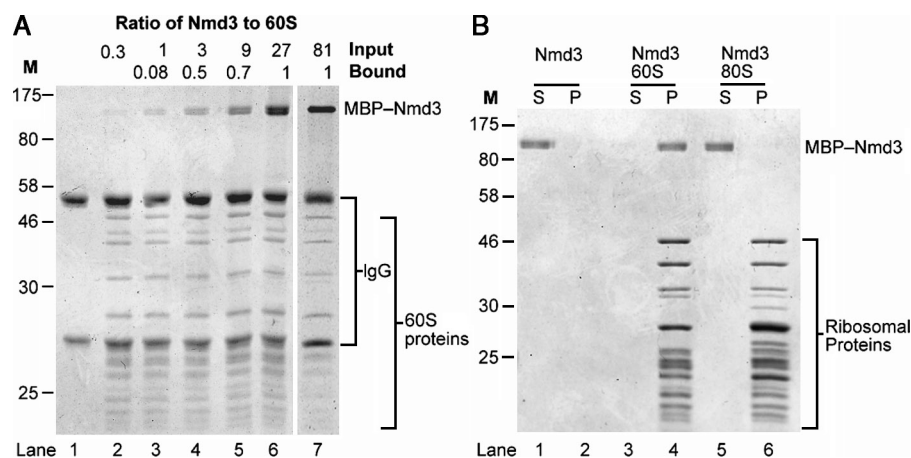 A
Ratio of Nmd3 to 60S
0.3 1 3 9 27 81 Input
M 0.08 0.5 0.7 1 1 Bound
175
80
58
46
30
25
MBP–Nmd3
IgG
60S
proteins
Lane 1 2 3 4 5 6 7
B
Nmd3 Nmd3 Nmd3
60S 80S
M S P S P S P
175
80
58
46
30
25
MBP–Nmd3
Ribosomal
Proteins
Lane 1 2 3 4 5 6